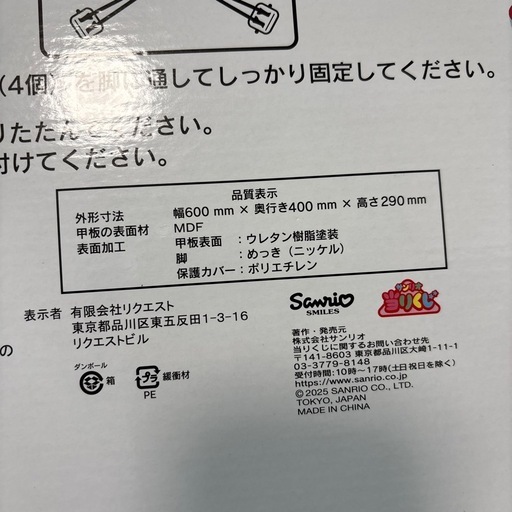 (4個)を脚に通してしっかり固定してください。
りたたんでください。
付けてください。
品質表示
外形寸法 幅600 mm × 奥行き400 mm × 高さ290 mm
甲板の表面材 MDF
表面加工 甲板表面 : ウレタン樹脂塗装
脚 : めっき（ニッケル）
保護カバー : ポリエチレン
表示者 有限会社リクエスト
東京都品川区東五反田1-3-16
リクエストビル
の
ダンボール
箱
プラ
PE
緩衝材
Sanrio
SMILES
サンリオ
当りくじ
著作・発売元
株式会社サンリオ
当りくじに関するお問い合わせ先
〒141-8603 東京都品川区大崎1-11-1
03-3779-8148
受付時間:10時～17時(土日祝日を除く)
https://www.sanrio.co.jp
© 2025 SANRIO CO., LTD.
TOKYO, JAPAN
MADE IN CHINA